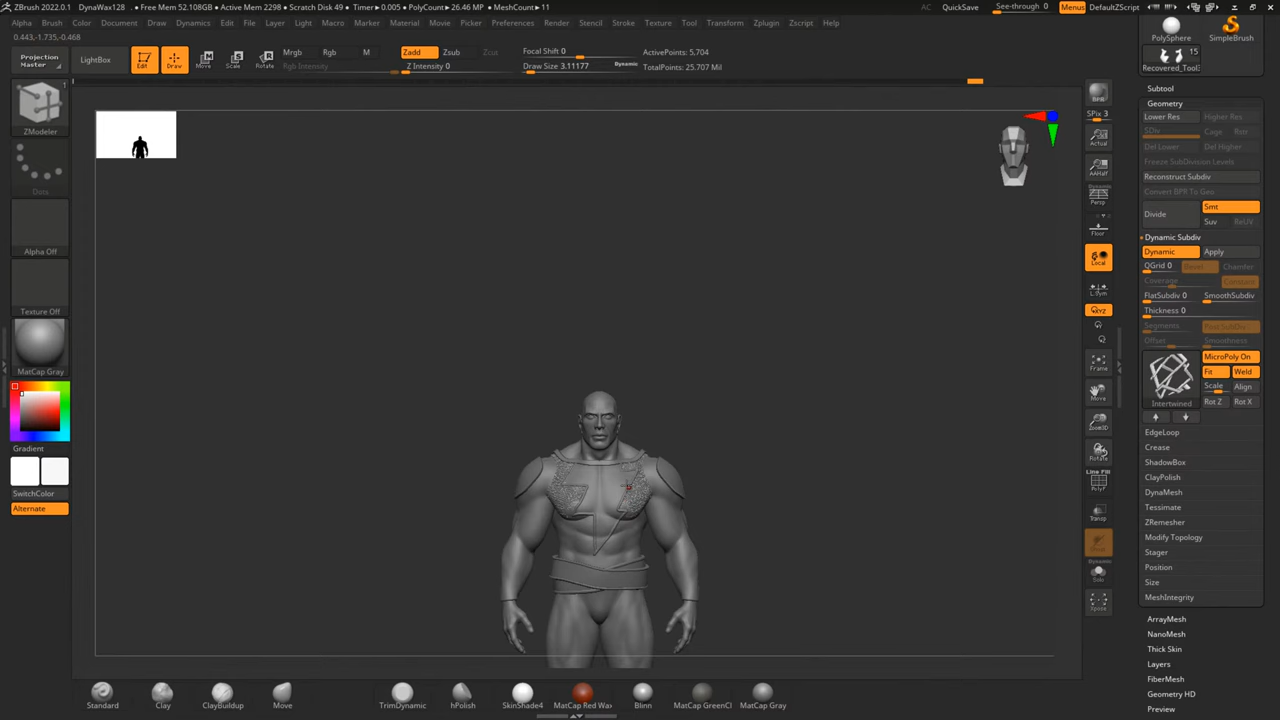 ZBrush 2022.0.1 DynaWax128 • Free Mem 52.108GB • Active Mem 2298 • Scratch Disk 49 • Timer▸0.005 • PolyCount▸26.46 MP • MeshCount▸11 AC QuickSave See-through 0 Menus DefaultZScript
Alpha Brush Color Document Draw Dynamics Edit File Layer Light Macro Marker Material Movie Picker Preferences Render Stencil Stroke Texture Tool Transform Zplugin Zscript Help
0.443,-1.735,-0.468
Projection Master
LightBox
Edit
Draw
Move
Scale
Rotate
Mrgb Rgb M
Rgb Intensity
Zadd Zsub Zcut
Z Intensity 0
Focal Shift 0
Draw Size 3.11177
Dynamic
ActivePoints: 5,704
TotalPoints: 25.707 Mil
PolySphere
SimpleBrush
15
Recovered_Tool3
1
ZModeler
Dots
Alpha Off
Texture Off
MatCap Gray
Gradient
SwitchColor
Alternate
BPR
SPix 3
Actual
AAHalf
Dynamic
Persp
Floor
Local
L.Sym
XYZ
Frame
Move
Zoom3D
Rotate
Line Fill
PolyF
Transp
Dynamic
Solo
Subtool
Geometry
Lower Res Higher Res
SDiv Cage Rstr
Del Lower Del Higher
Freeze SubDivision Levels
Reconstruct Subdiv
Convert BPR To Geo
Divide
Smt
Suv ReUV
Dynamic Subdiv
Dynamic Apply
QGrid 0 Chamfer
Coverage Constant
FlatSubdiv 0 SmoothSubdiv
Thickness 0
Segments Post SubDiv
Offset Smoothness
Intertwined
MicroPoly On
Fit Weld
Scale Align
Rot Z Rot X
EdgeLoop
Crease
ShadowBox
ClayPolish
DynaMesh
Tessimate
ZRemesher
Modify Topology
Stager
Position
Size
MeshIntegrity
ArrayMesh
NanoMesh
Thick Skin
Layers
FiberMesh
Geometry HD
Preview
Standard Clay ClayBuildup Move TrimDynamic hPolish SkinShade4 MatCap Red Wax Blinn MatCap GreenCl MatCap Gray